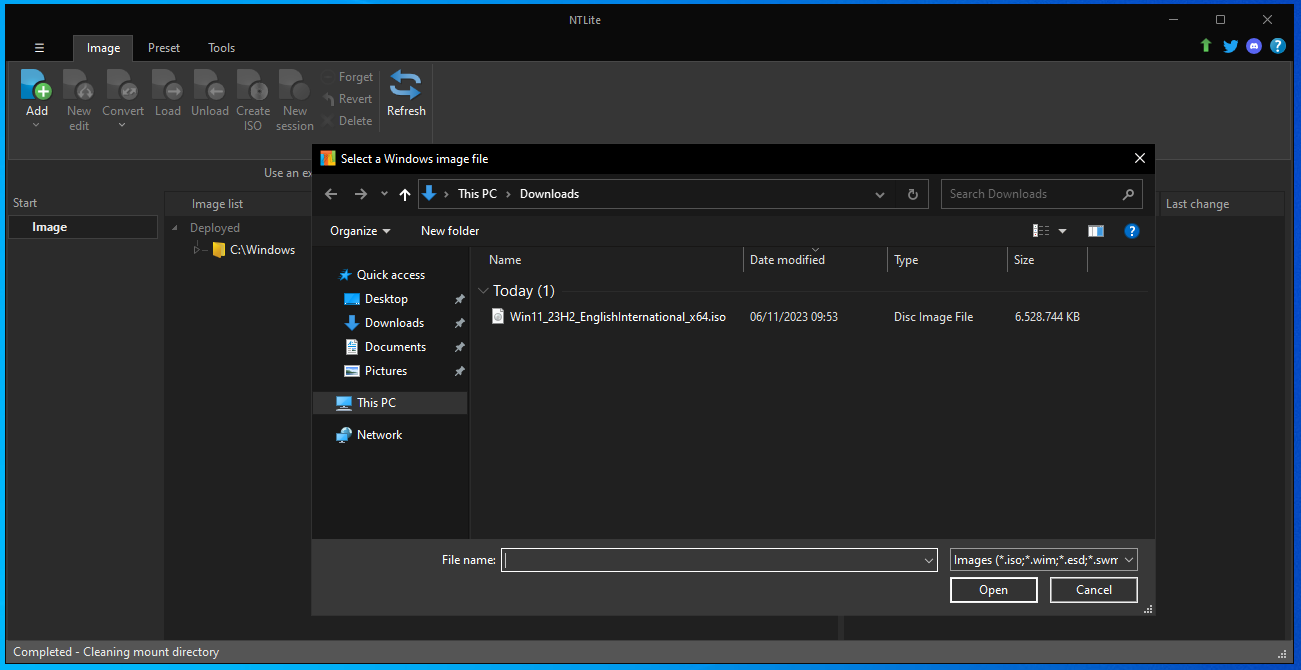 NTLite
Image Preset Tools
Add New edit Convert Load Unload Create ISO New session
Forget
Revert
Delete
Refresh
Use an ex
Start
Image
Image list
Deployed
C:\Windows
Last change
Select a Windows image file
This PC Downloads
Search Downloads
Organize New folder
Quick access
Desktop
Downloads
Documents
Pictures
This PC
Network
Name Date modified Type Size
Today (1)
Win11_23H2_EnglishInternational_x64.iso 06/11/2023 09:53 Disc Image File 6.528.744 KB
File name:
Images (*.iso;*.wim;*.esd;*.swm
Open Cancel
Completed - Cleaning mount directory